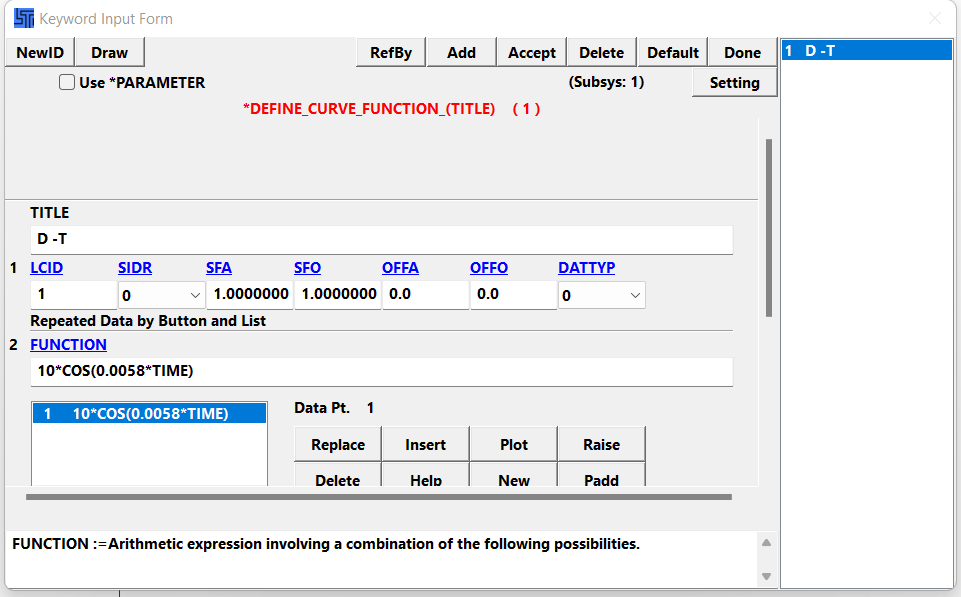 Keyword Input Form
NewID Draw RefBy Add Accept Delete Default Done
Use *PARAMETER (Subsys: 1) Setting
*DEFINE_CURVE_FUNCTION_(TITLE) ( 1 )
1 D -T
TITLE
D -T
1 LCID SIDR SFA SFO OFFA OFFO DATTYP
1 0 1.0000000 1.0000000 0.0 0.0 0
Repeated Data by Button and List
2 FUNCTION
10*COS(0.0058*TIME)
1 10*COS(0.0058*TIME)
Data Pt. 1
Replace Insert Plot Raise
Delete Help New Padd
FUNCTION :=Arithmetic expression involving a combination of the following possibilities.